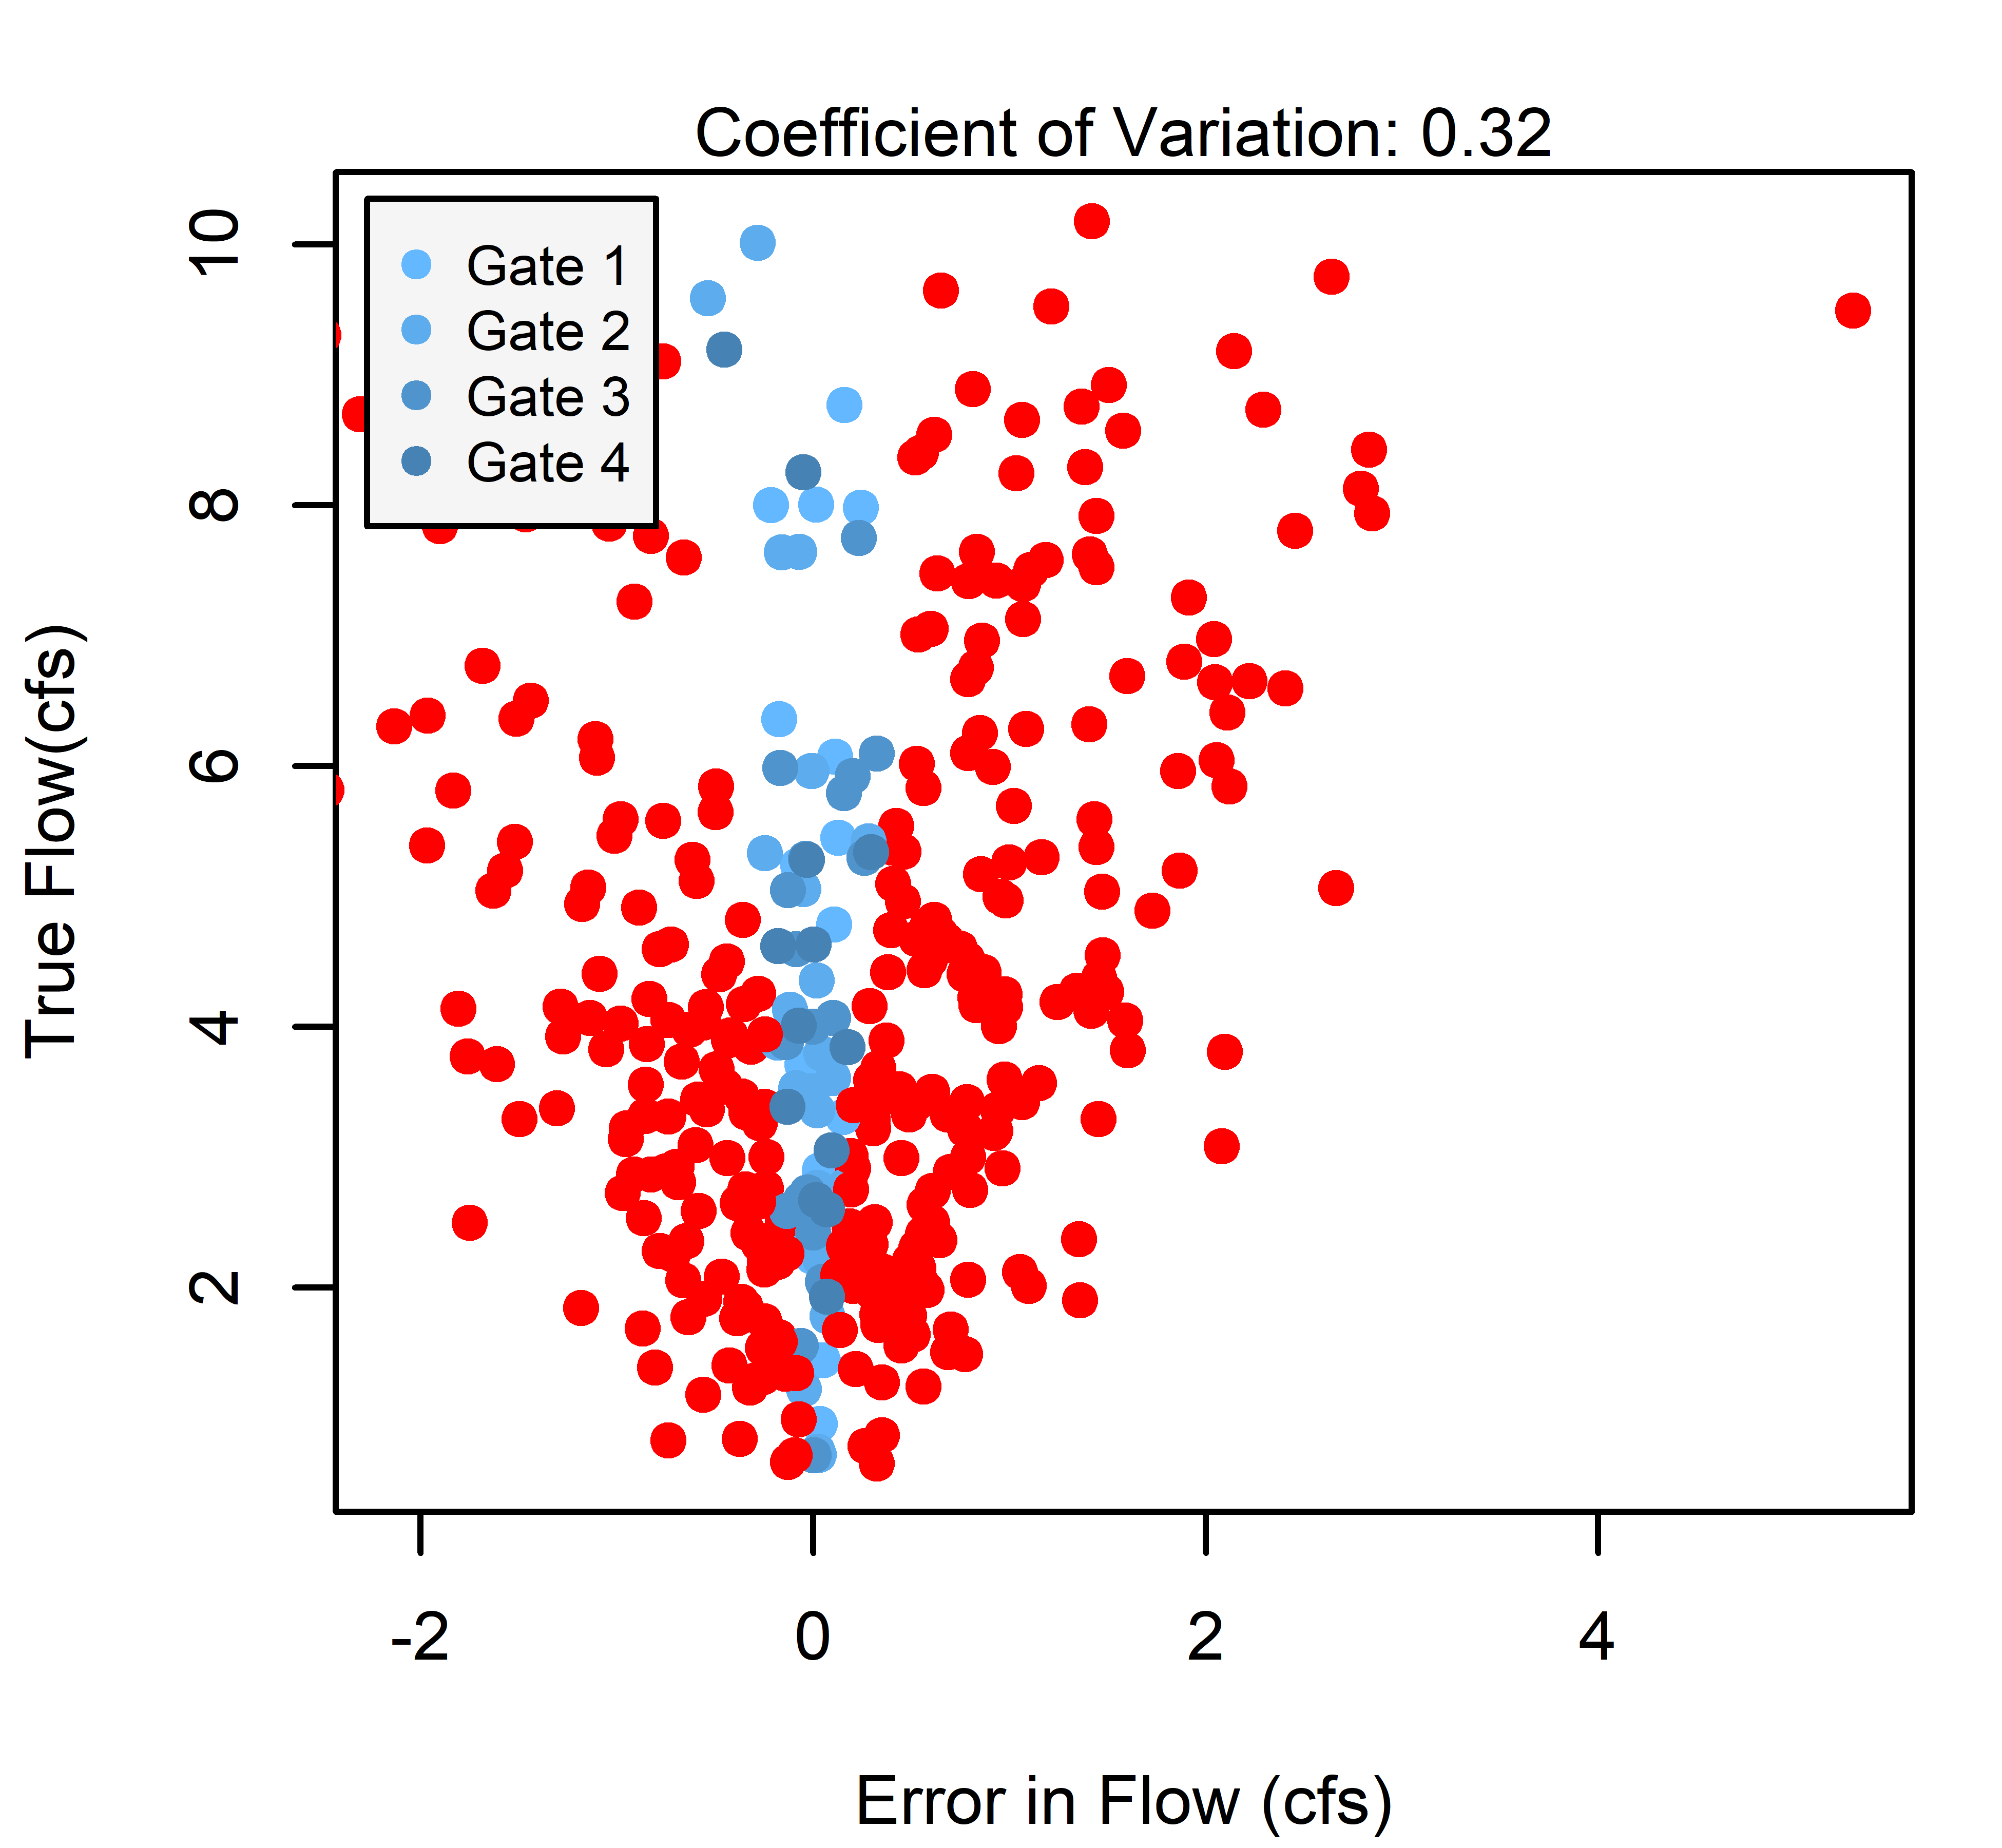 Coefficient of Variation: 0.32
Gate 1
Gate 2
Gate 3
Gate 4
True Flow(cfs)
10
8
6
4
2
-2 0 2 4
Error in Flow (cfs)